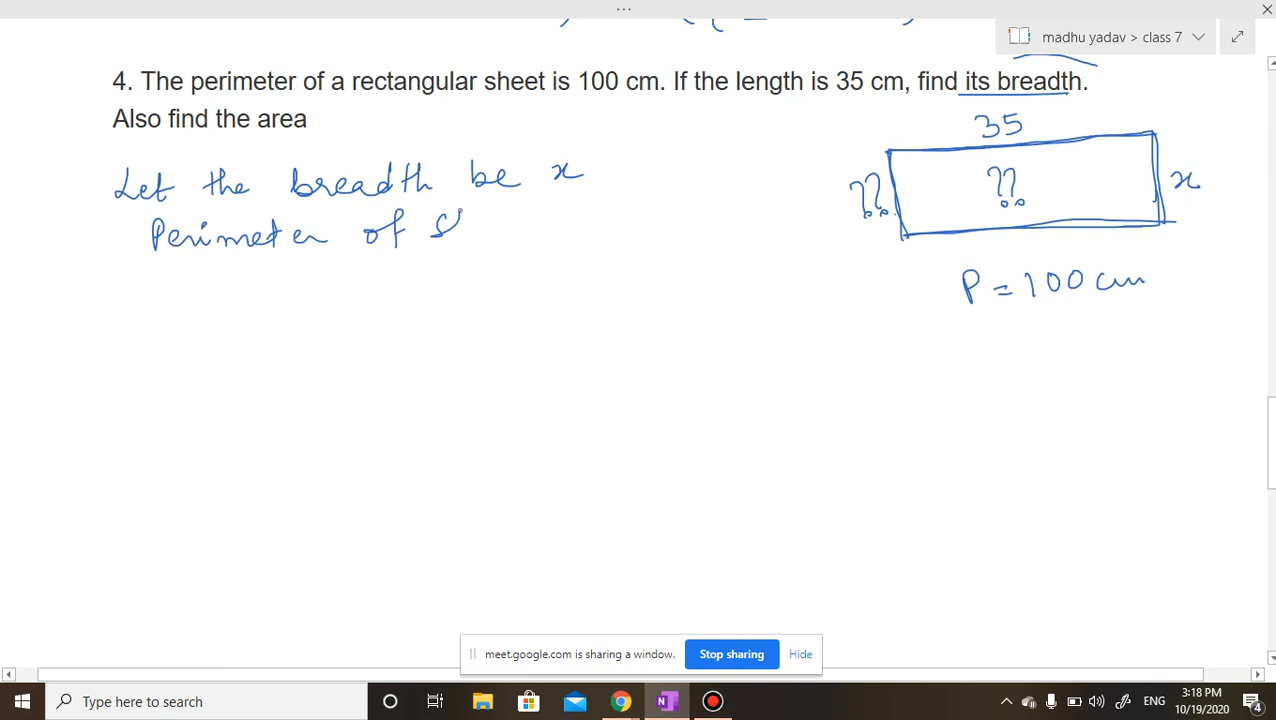 madhu yadav > class 7
4. The perimeter of a rectangular sheet is 100 cm. If the length is 35 cm, find its breadth.
Also find the area
35
Let the breadth be x
??
??
x
Perimeter of
P = 100 cm
meet.google.com is sharing a window.
Stop sharing
Hide
Type here to search
ENG
3:18 PM
10/19/2020
4